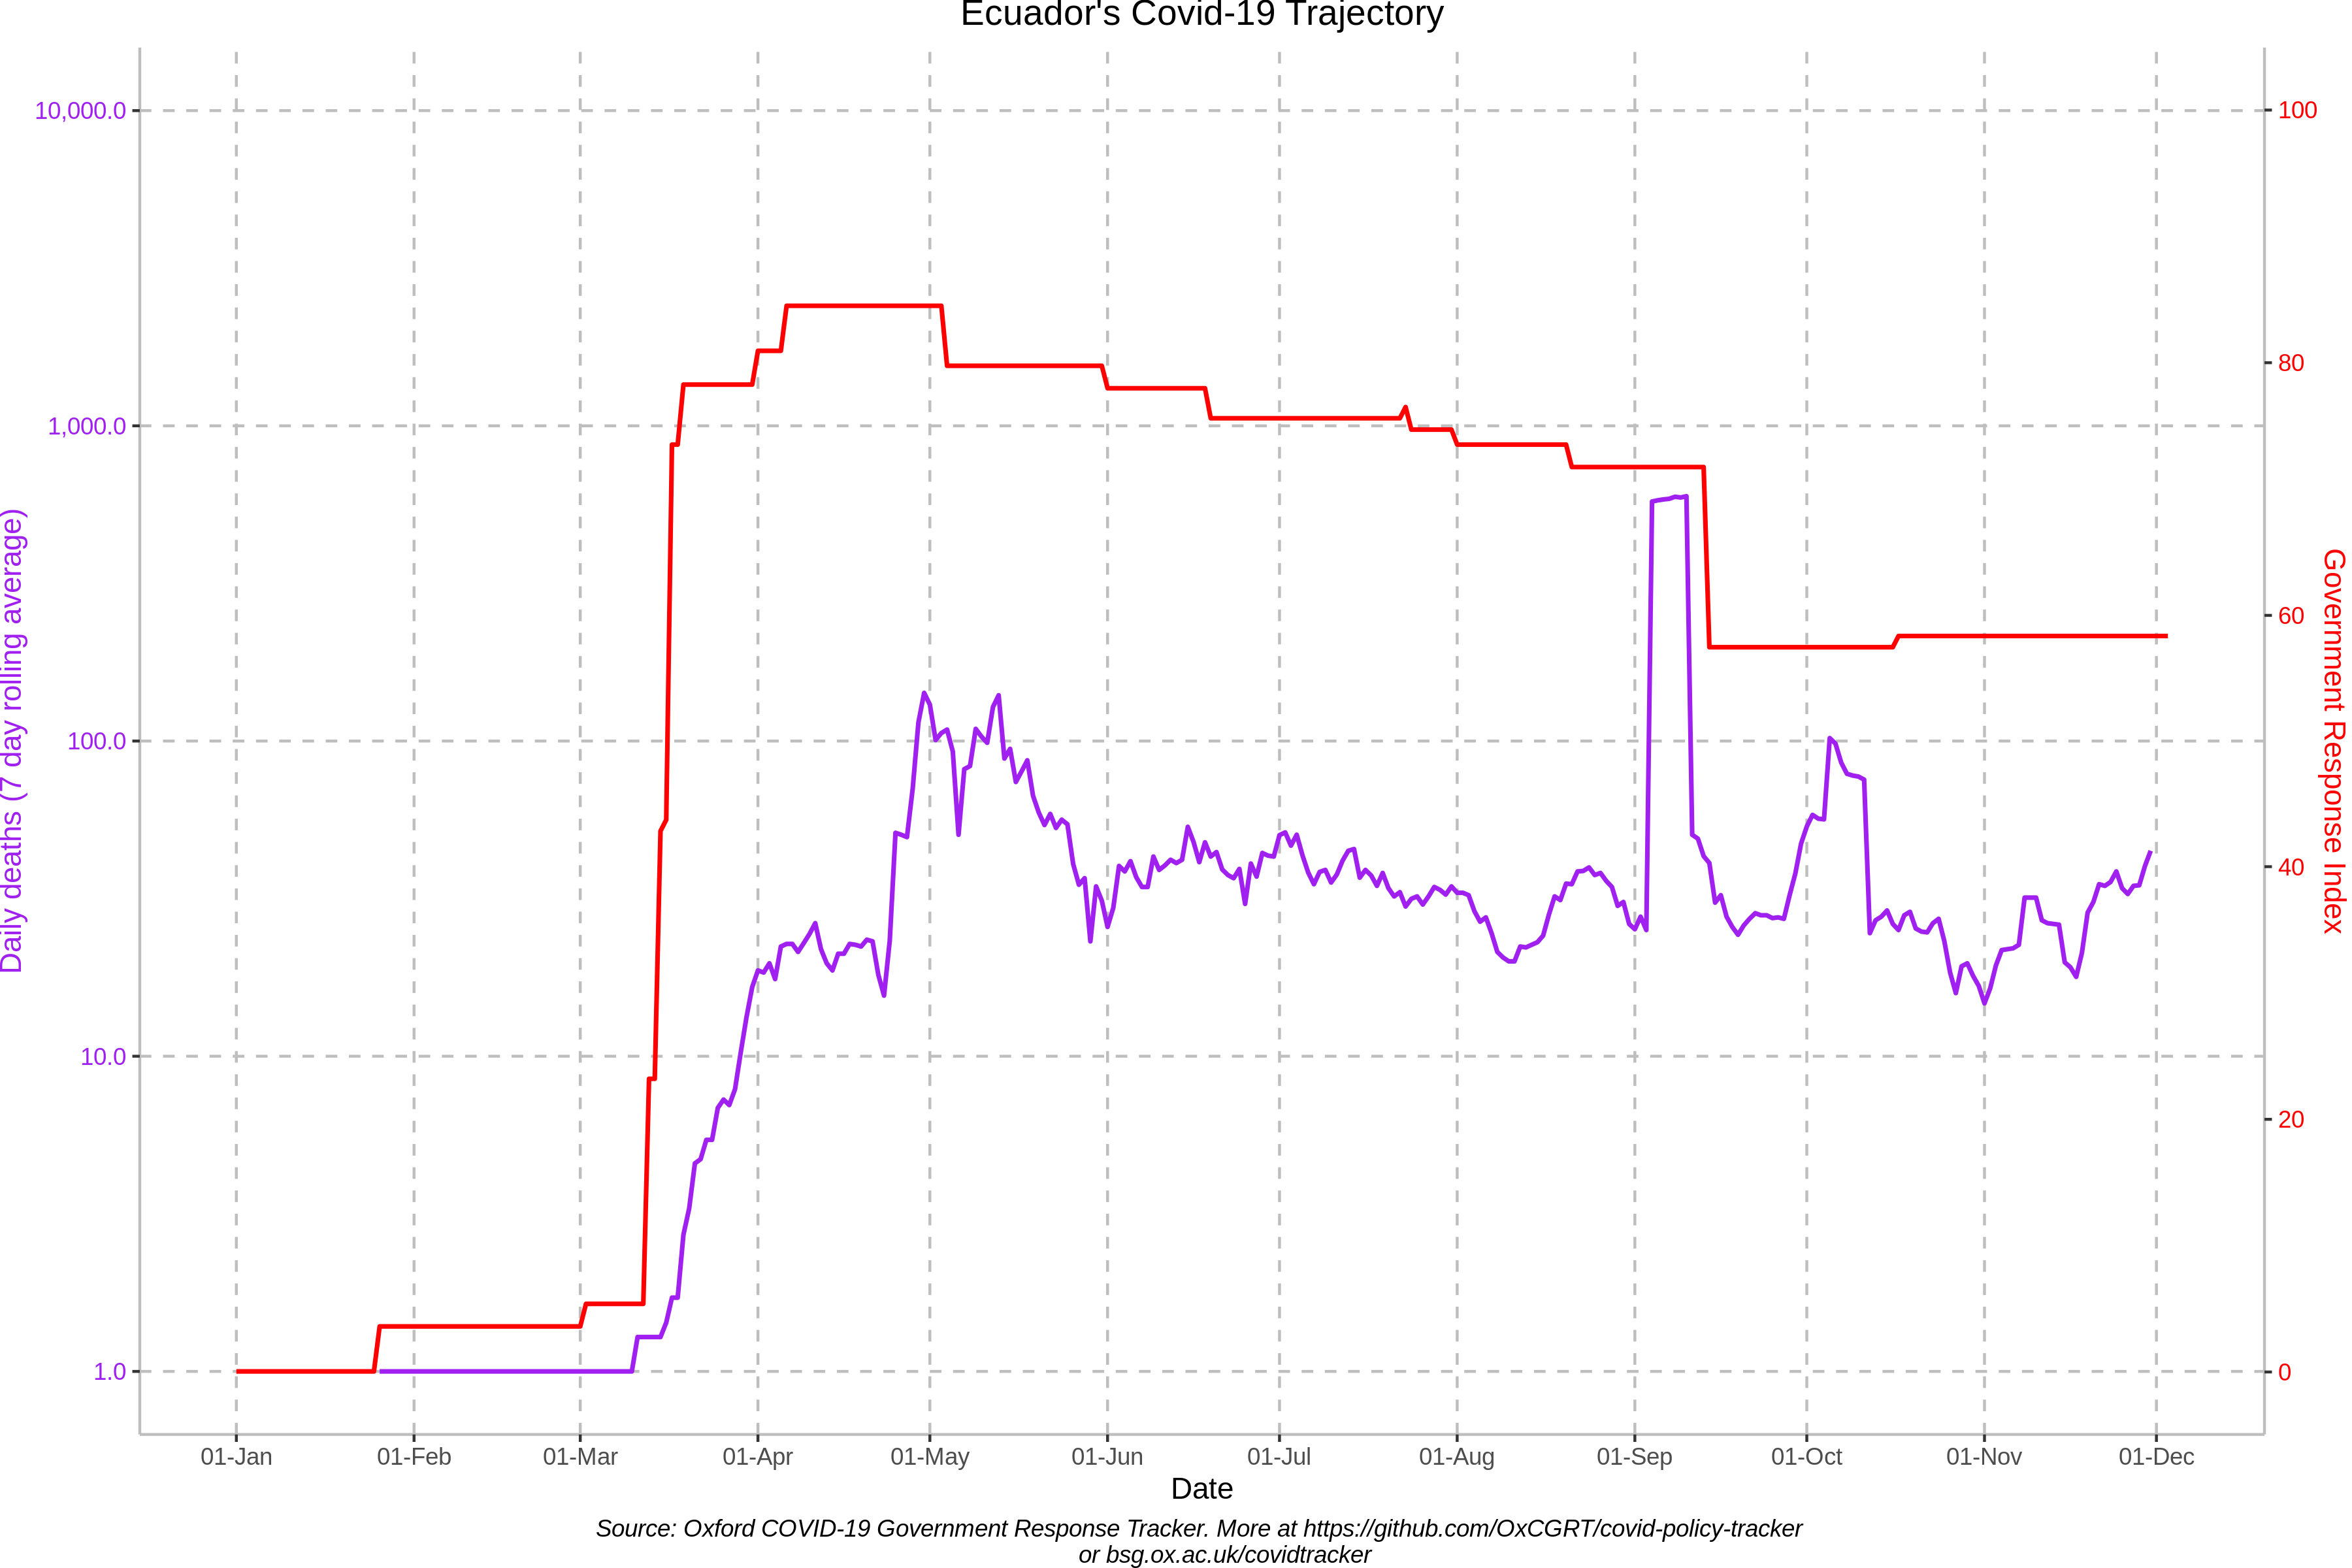 Ecuador's Covid-19 Trajectory
10,000.0
1,000.0
100.0
10.0
1.0
Daily deaths (7 day rolling average)
100
80
60
40
20
0
Government Response Index
01-Jan 01-Feb 01-Mar 01-Apr 01-May 01-Jun 01-Jul 01-Aug 01-Sep 01-Oct 01-Nov 01-Dec
Date
Source: Oxford COVID-19 Government Response Tracker. More at https://github.com/OxCGRT/covid-policy-tracker
or bsg.ox.ac.uk/covidtracker